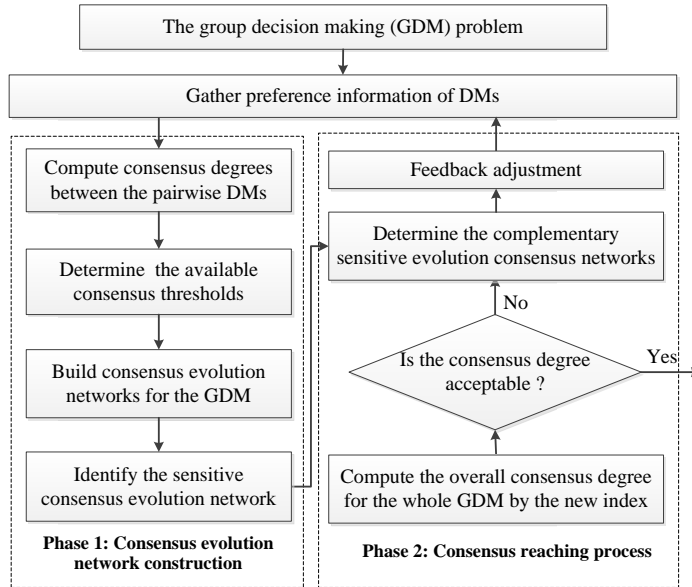 The group decision making (GDM) problem
Gather preference information of DMs
Compute consensus degrees
between the pairwise DMs
Determine the available
consensus thresholds
Build consensus evolution
networks for the GDM
Identify the sensitive
consensus evolution network
Phase 1: Consensus evolution
network construction
Feedback adjustment
Determine the complementary
sensitive evolution consensus networks
No
Is the consensus degree
acceptable ?
Yes
Compute the overall consensus degree
for the whole GDM by the new index
Phase 2: Consensus reaching process